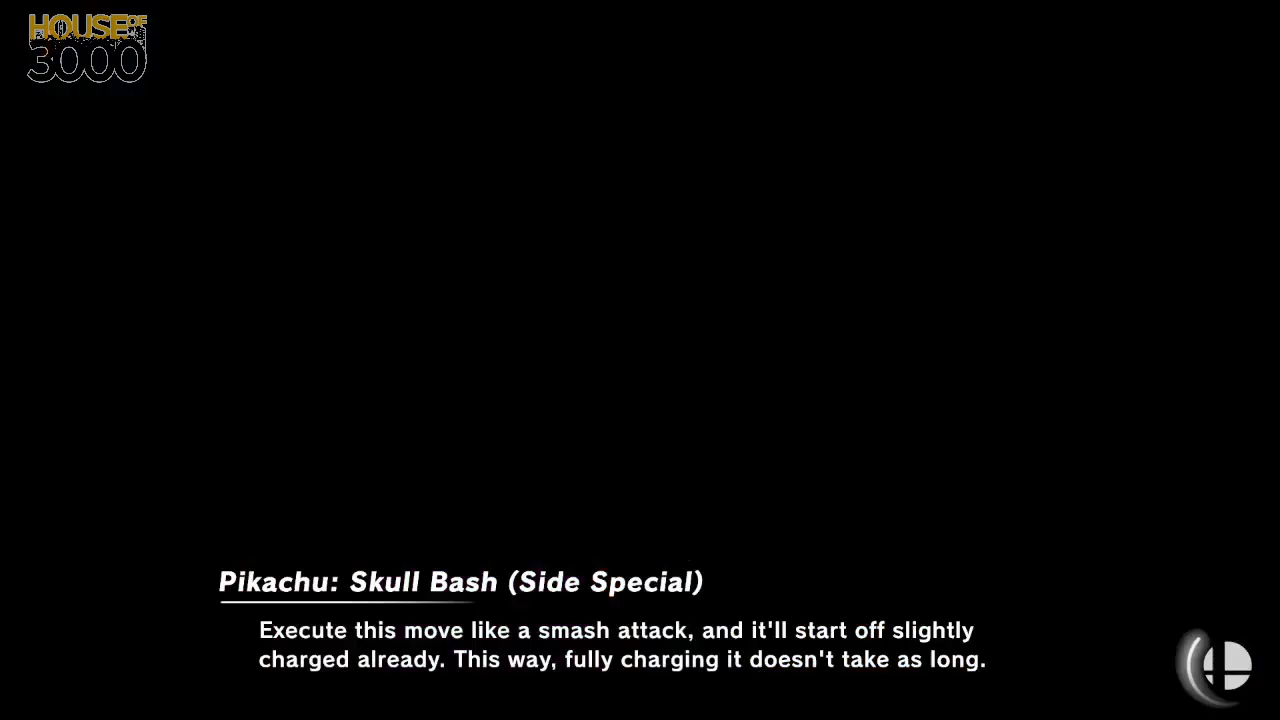 HOUSE OF
3000
Pikachu: Skull Bash (Side Special)
Execute this move like a smash attack, and it'll start off slightly
charged already. This way, fully charging it doesn't take as long.